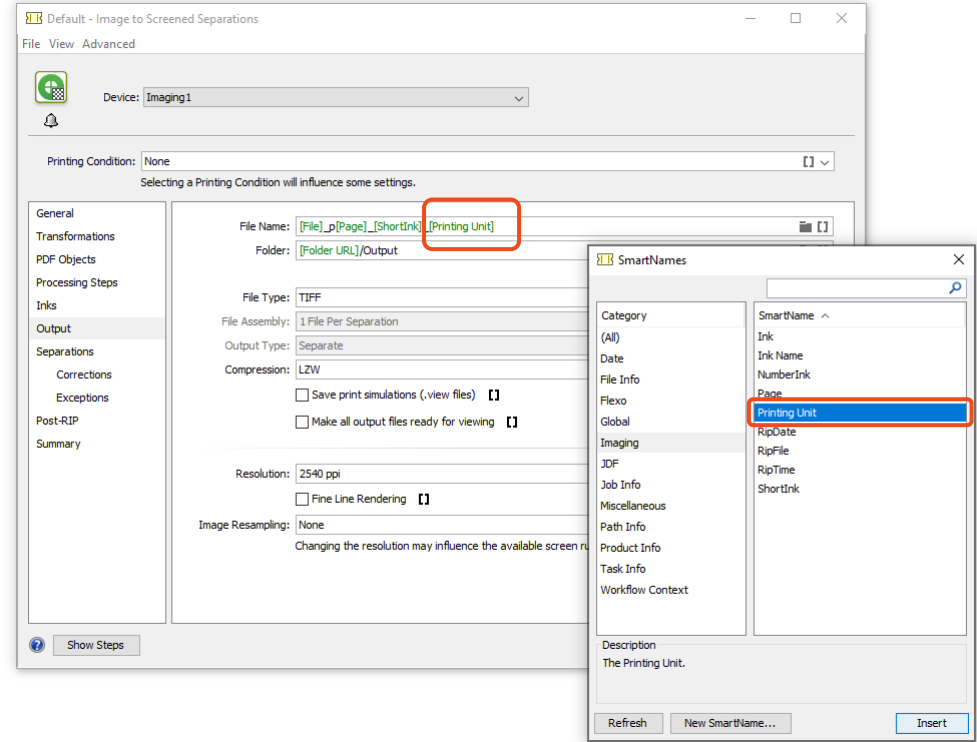 Default - Image to Screened Separations
File View Advanced
Device: Imaging1
Printing Condition: None
Selecting a Printing Condition will influence some settings.
General
Transformations
PDF Objects
Processing Steps
Inks
Output
Separations
Corrections
Exceptions
Post-RIP
Summary
File Name: [File]_p[Page]_[ShortInk]_[Printing Unit]
Folder: [Folder URL]/Output
File Type: TIFF
File Assembly: 1 File Per Separation
Output Type: Separate
Compression: LZW
Save print simulations (.view files) []
Make all output files ready for viewing []
Resolution: 2540 ppi
Fine Line Rendering []
Image Resampling: None
Changing the resolution may influence the available screen ru
Show Steps
SmartNames
Category
(All)
Date
File Info
Flexo
Global
Imaging
JDF
Job Info
Miscellaneous
Path Info
Product Info
Task Info
Workflow Context
SmartName
Ink
Ink Name
NumberInk
Page
Printing Unit
RipDate
RipFile
RipTime
ShortInk
Description
The Printing Unit.
Refresh New SmartName... Insert